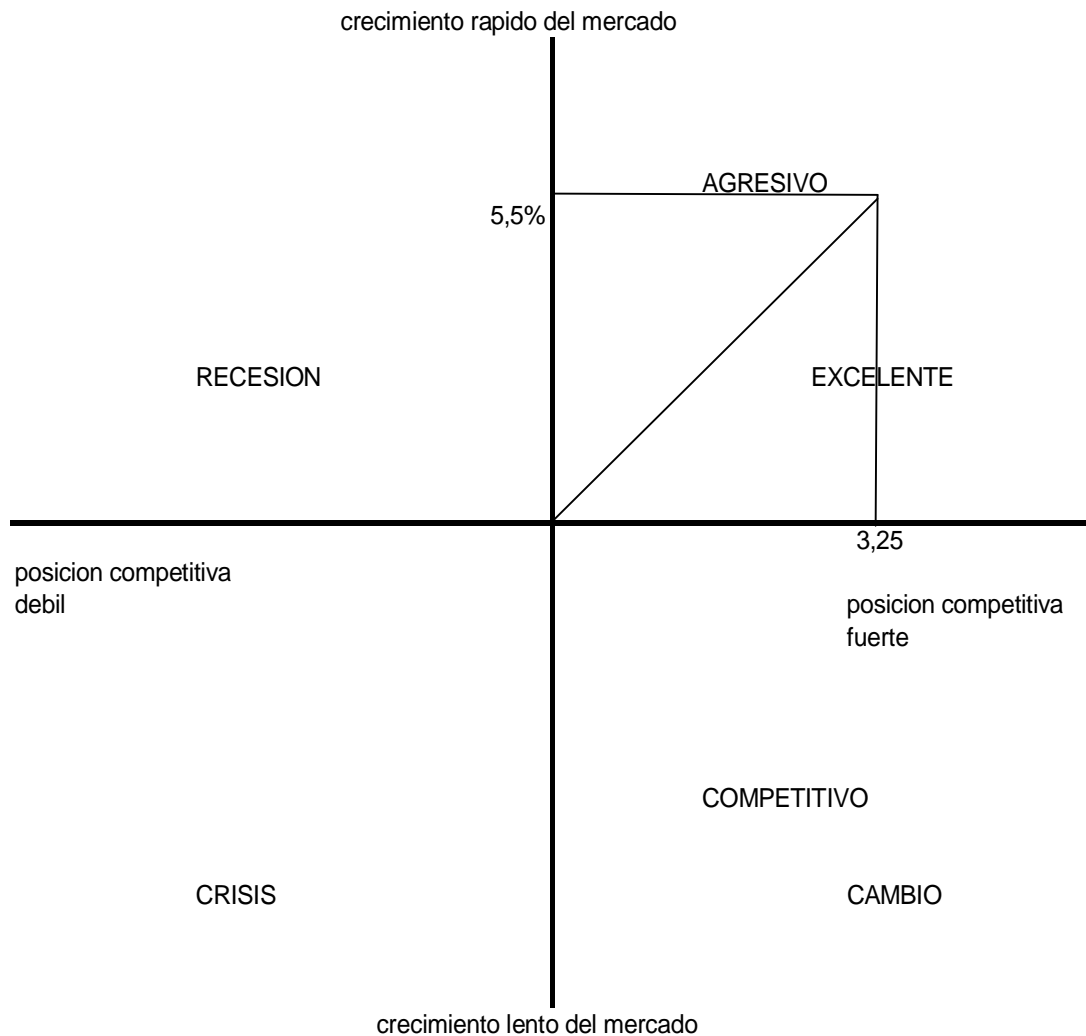 crecimiento rapido del mercado
AGRESIVO
5,5%
RECESION
EXCELENTE
3,25
posicion competitiva
debil
posicion competitiva
fuerte
COMPETITIVO
CRISIS
CAMBIO
crecimiento lento del mercado